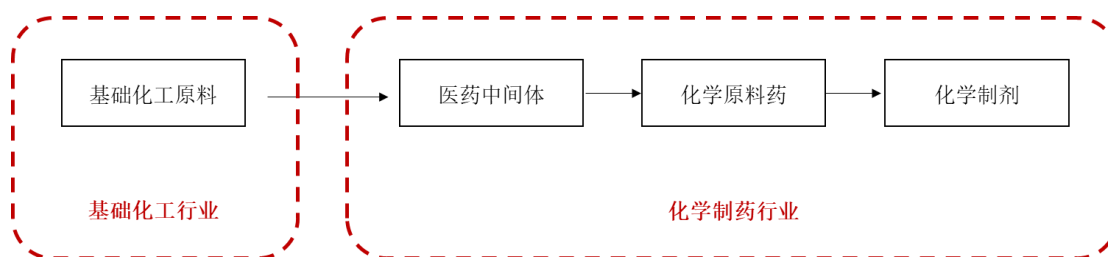 基础化工原料
医药中间体
化学原料药
化学制剂
基础化工行业
化学制药行业